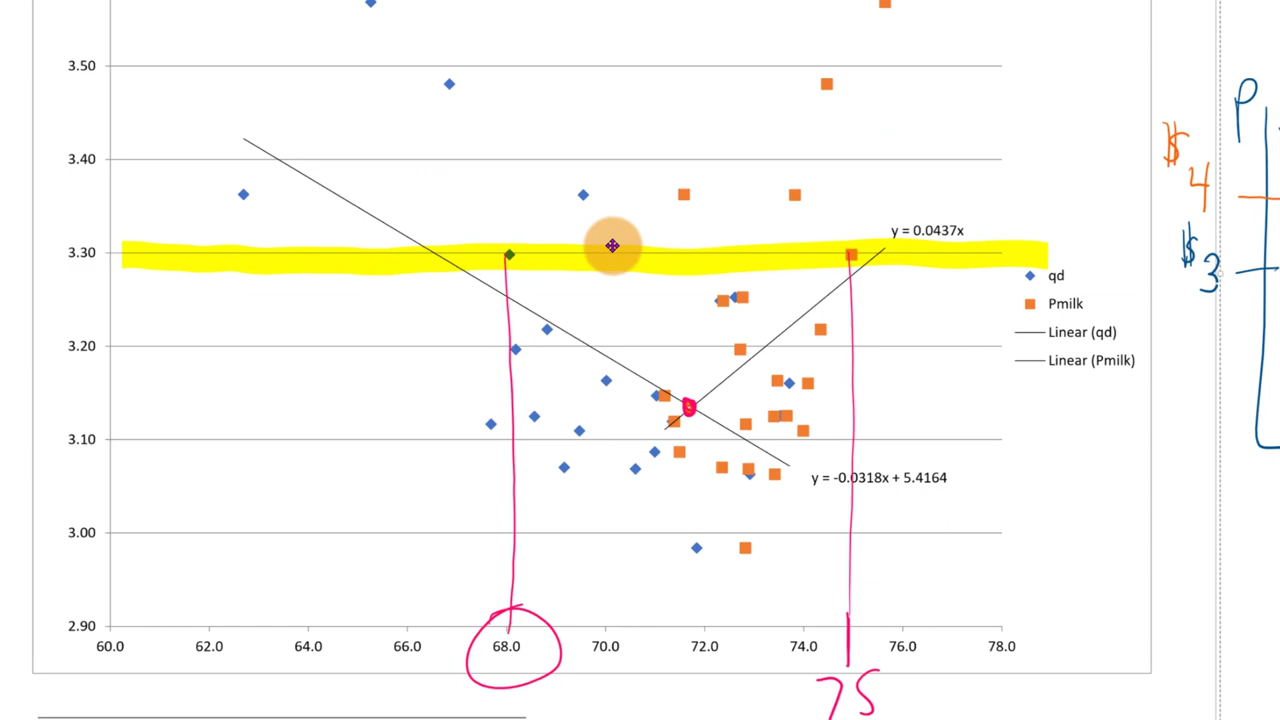 3.50
3.40
3.30
3.20
3.10
3.00
2.90
60.0 62.0 64.0 66.0 68.0 70.0 72.0 74.0 76.0 78.0
y = 0.0437x
y = -0.0318x + 5.4164
qd
Pmilk
Linear (qd)
Linear (Pmilk)
75
P
$4
$3